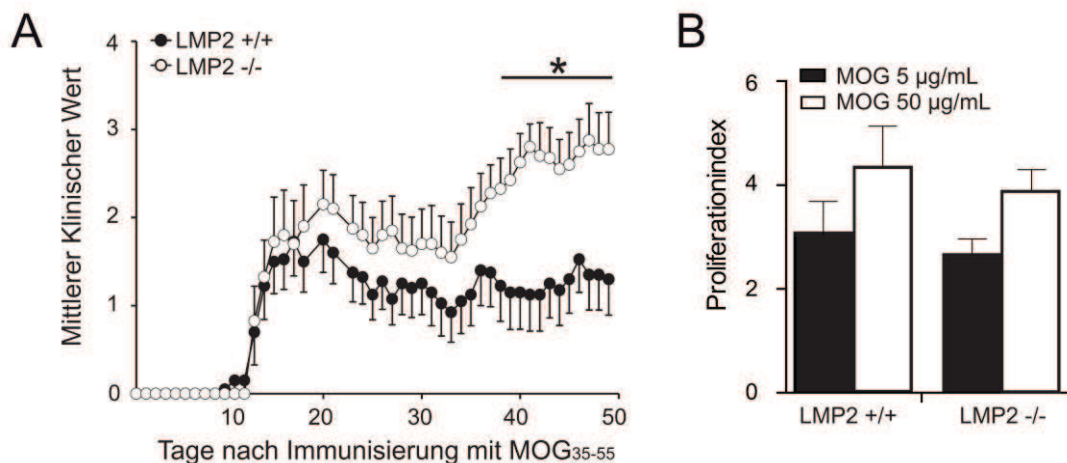 A
LMP2 +/+
LMP2 -/-
*
Mittlerer Klinischer Wert
4
3
2
1
0
10
20
30
40
50
Tage nach Immunisierung mit MOG35-55
B
MOG 5 µg/mL
MOG 50 µg/mL
Proliferationindex
6
4
2
0
LMP2 +/+
LMP2 -/-